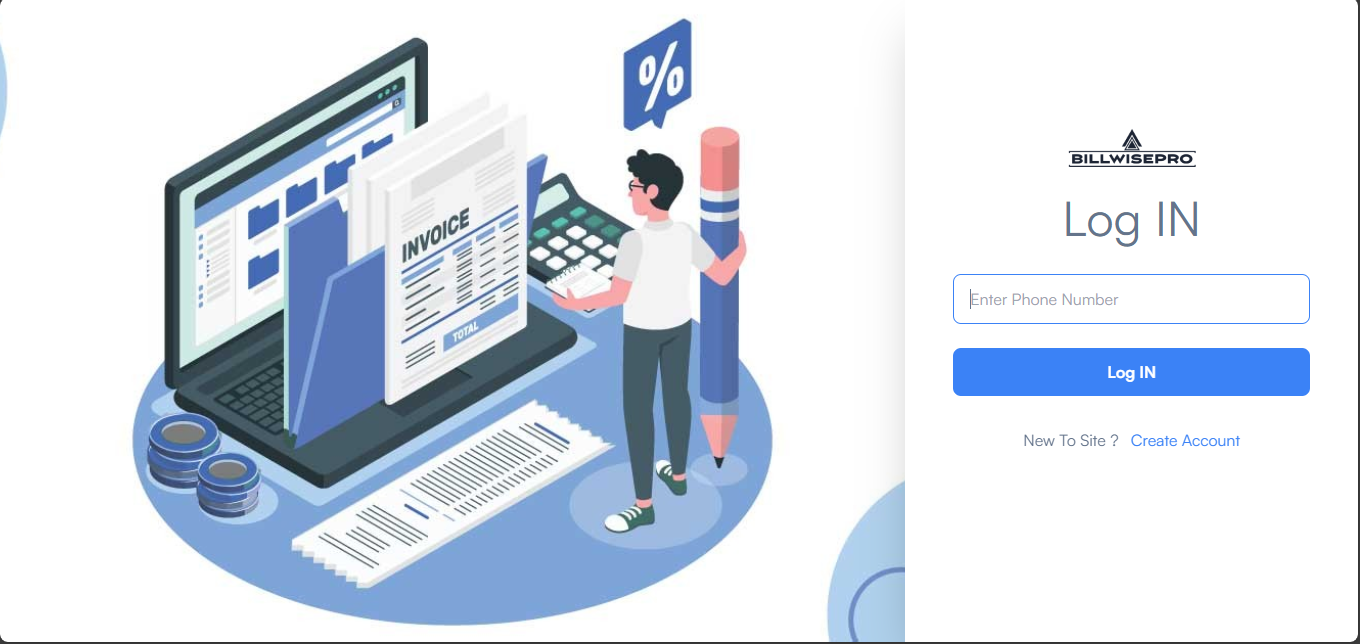 %
INVOICE
TOTAL
BILLWISEPRO
Log IN
Enter Phone Number
Log IN
New To Site ? Create Account